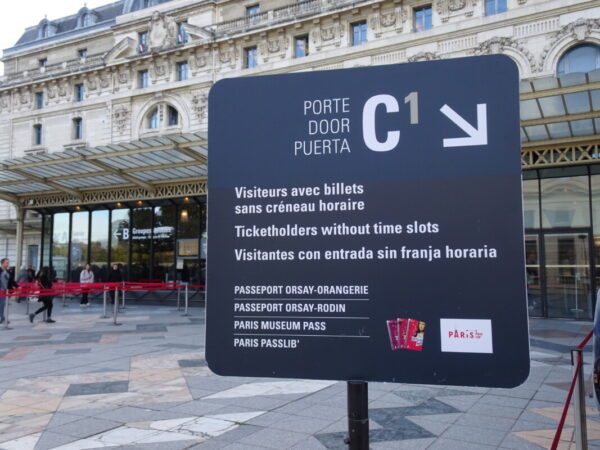 PORTE
DOOR
PUERTA
C1
Visiteurs avec billets
sans créneau horaire
Ticketholders without time slots
Visitantes con entrada sin franja horaria
PASSEPORT ORSAY-ORANGERIE
PASSEPORT ORSAY-RODIN
PARIS MUSEUM PASS
PARIS PASSLIB'
PARIS
B
Groupes